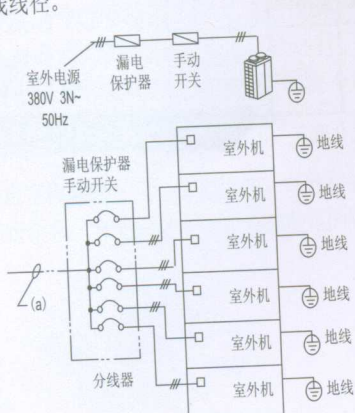 线线径。
漏电
保护器
手动
开关
室外电源
380V 3N~
50Hz
漏电保护器
手动开关
室外机
地线
室外机
地线
室外机
地线
室外机
地线
室外机
地线
室外机
地线
(a)
分线器